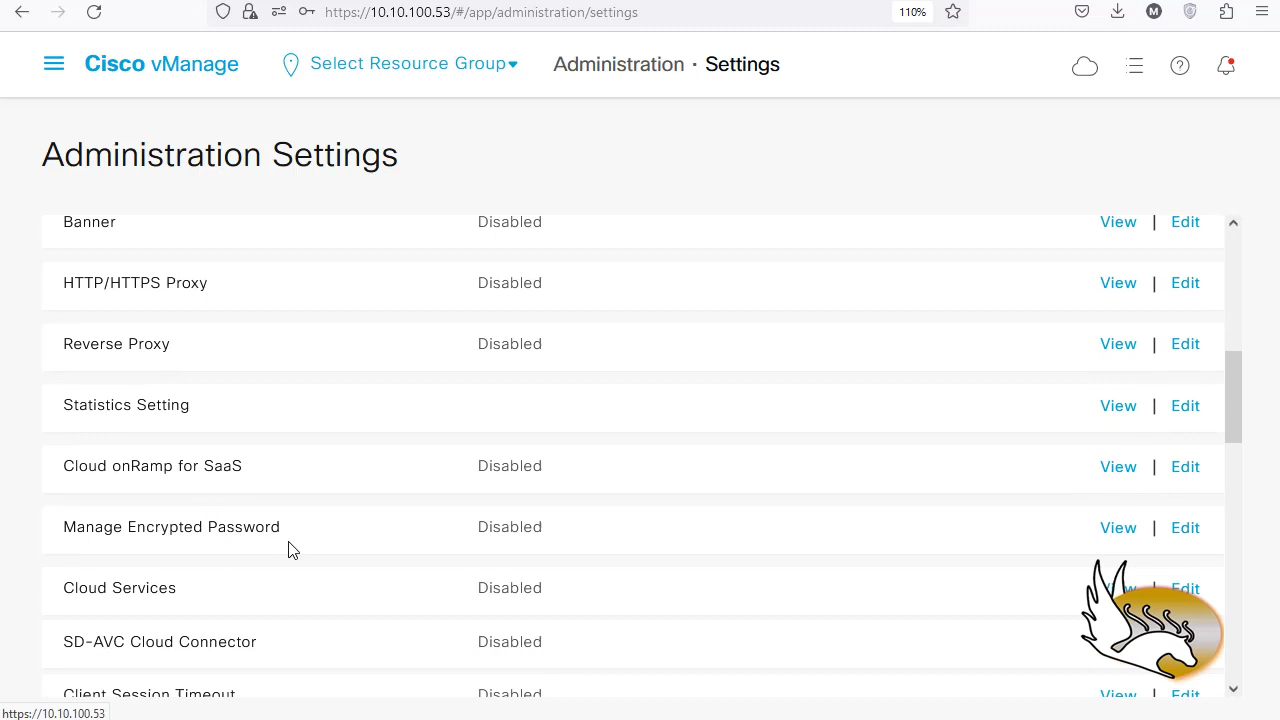 https://10.10.100.53/#/app/administration/settings 110%
Cisco vManage Select Resource Group Administration · Settings
Administration Settings
Banner Disabled View | Edit
HTTP/HTTPS Proxy Disabled View | Edit
Reverse Proxy Disabled View | Edit
Statistics Setting View | Edit
Cloud onRamp for SaaS Disabled View | Edit
Manage Encrypted Password Disabled View | Edit
Cloud Services Disabled View | Edit
SD-AVC Cloud Connector Disabled
Client Session Timeout Disabled View | Edit
https://10.10.100.53